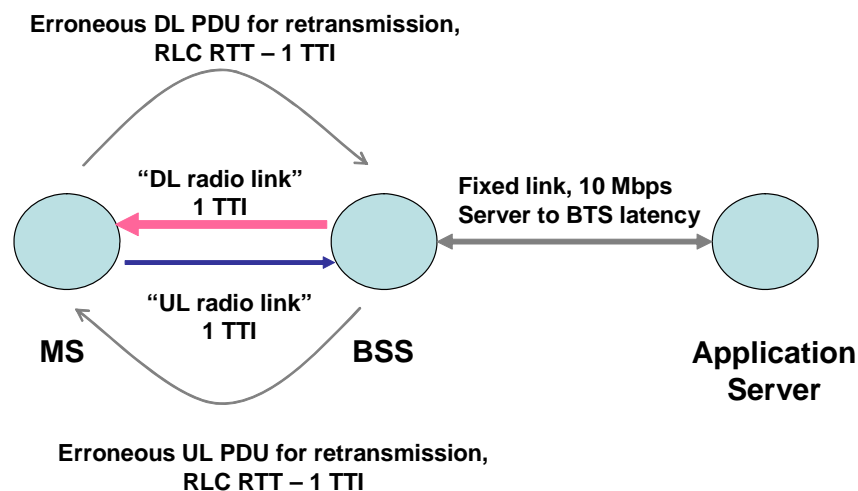 Erroneous DL PDU for retransmission,
RLC RTT – 1 TTI
“DL radio link”
1 TTI
Fixed link, 10 Mbps
Server to BTS latency
“UL radio link”
1 TTI
MS
BSS
Application
Server
Erroneous UL PDU for retransmission,
RLC RTT – 1 TTI